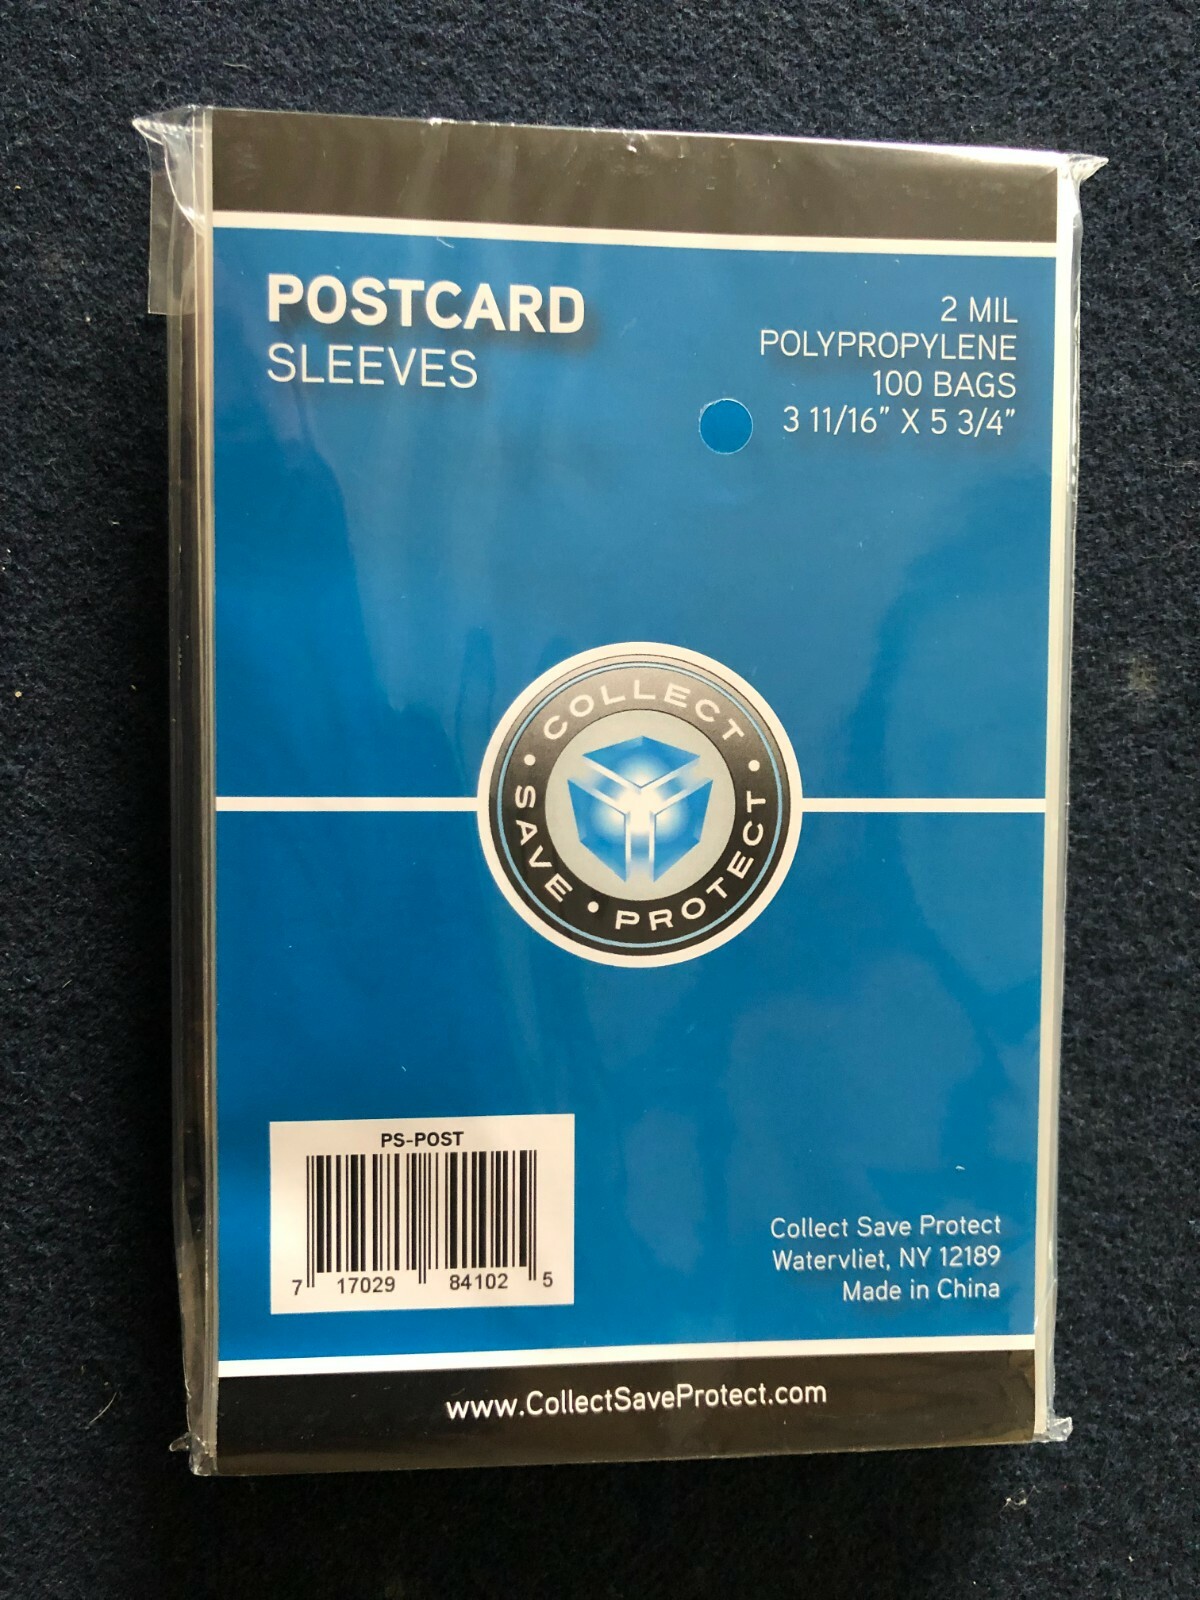 POSTCARD
SLEEVES
2 MIL
POLYPROPYLENE
100 BAGS
3 11/16" X 5 3/4"
COLLECT • SAVE • PROTECT •
PS-POST
7 17029 84102 5
Collect Save Protect
Watervliet, NY 12189
Made in China
www.CollectSaveProtect.com